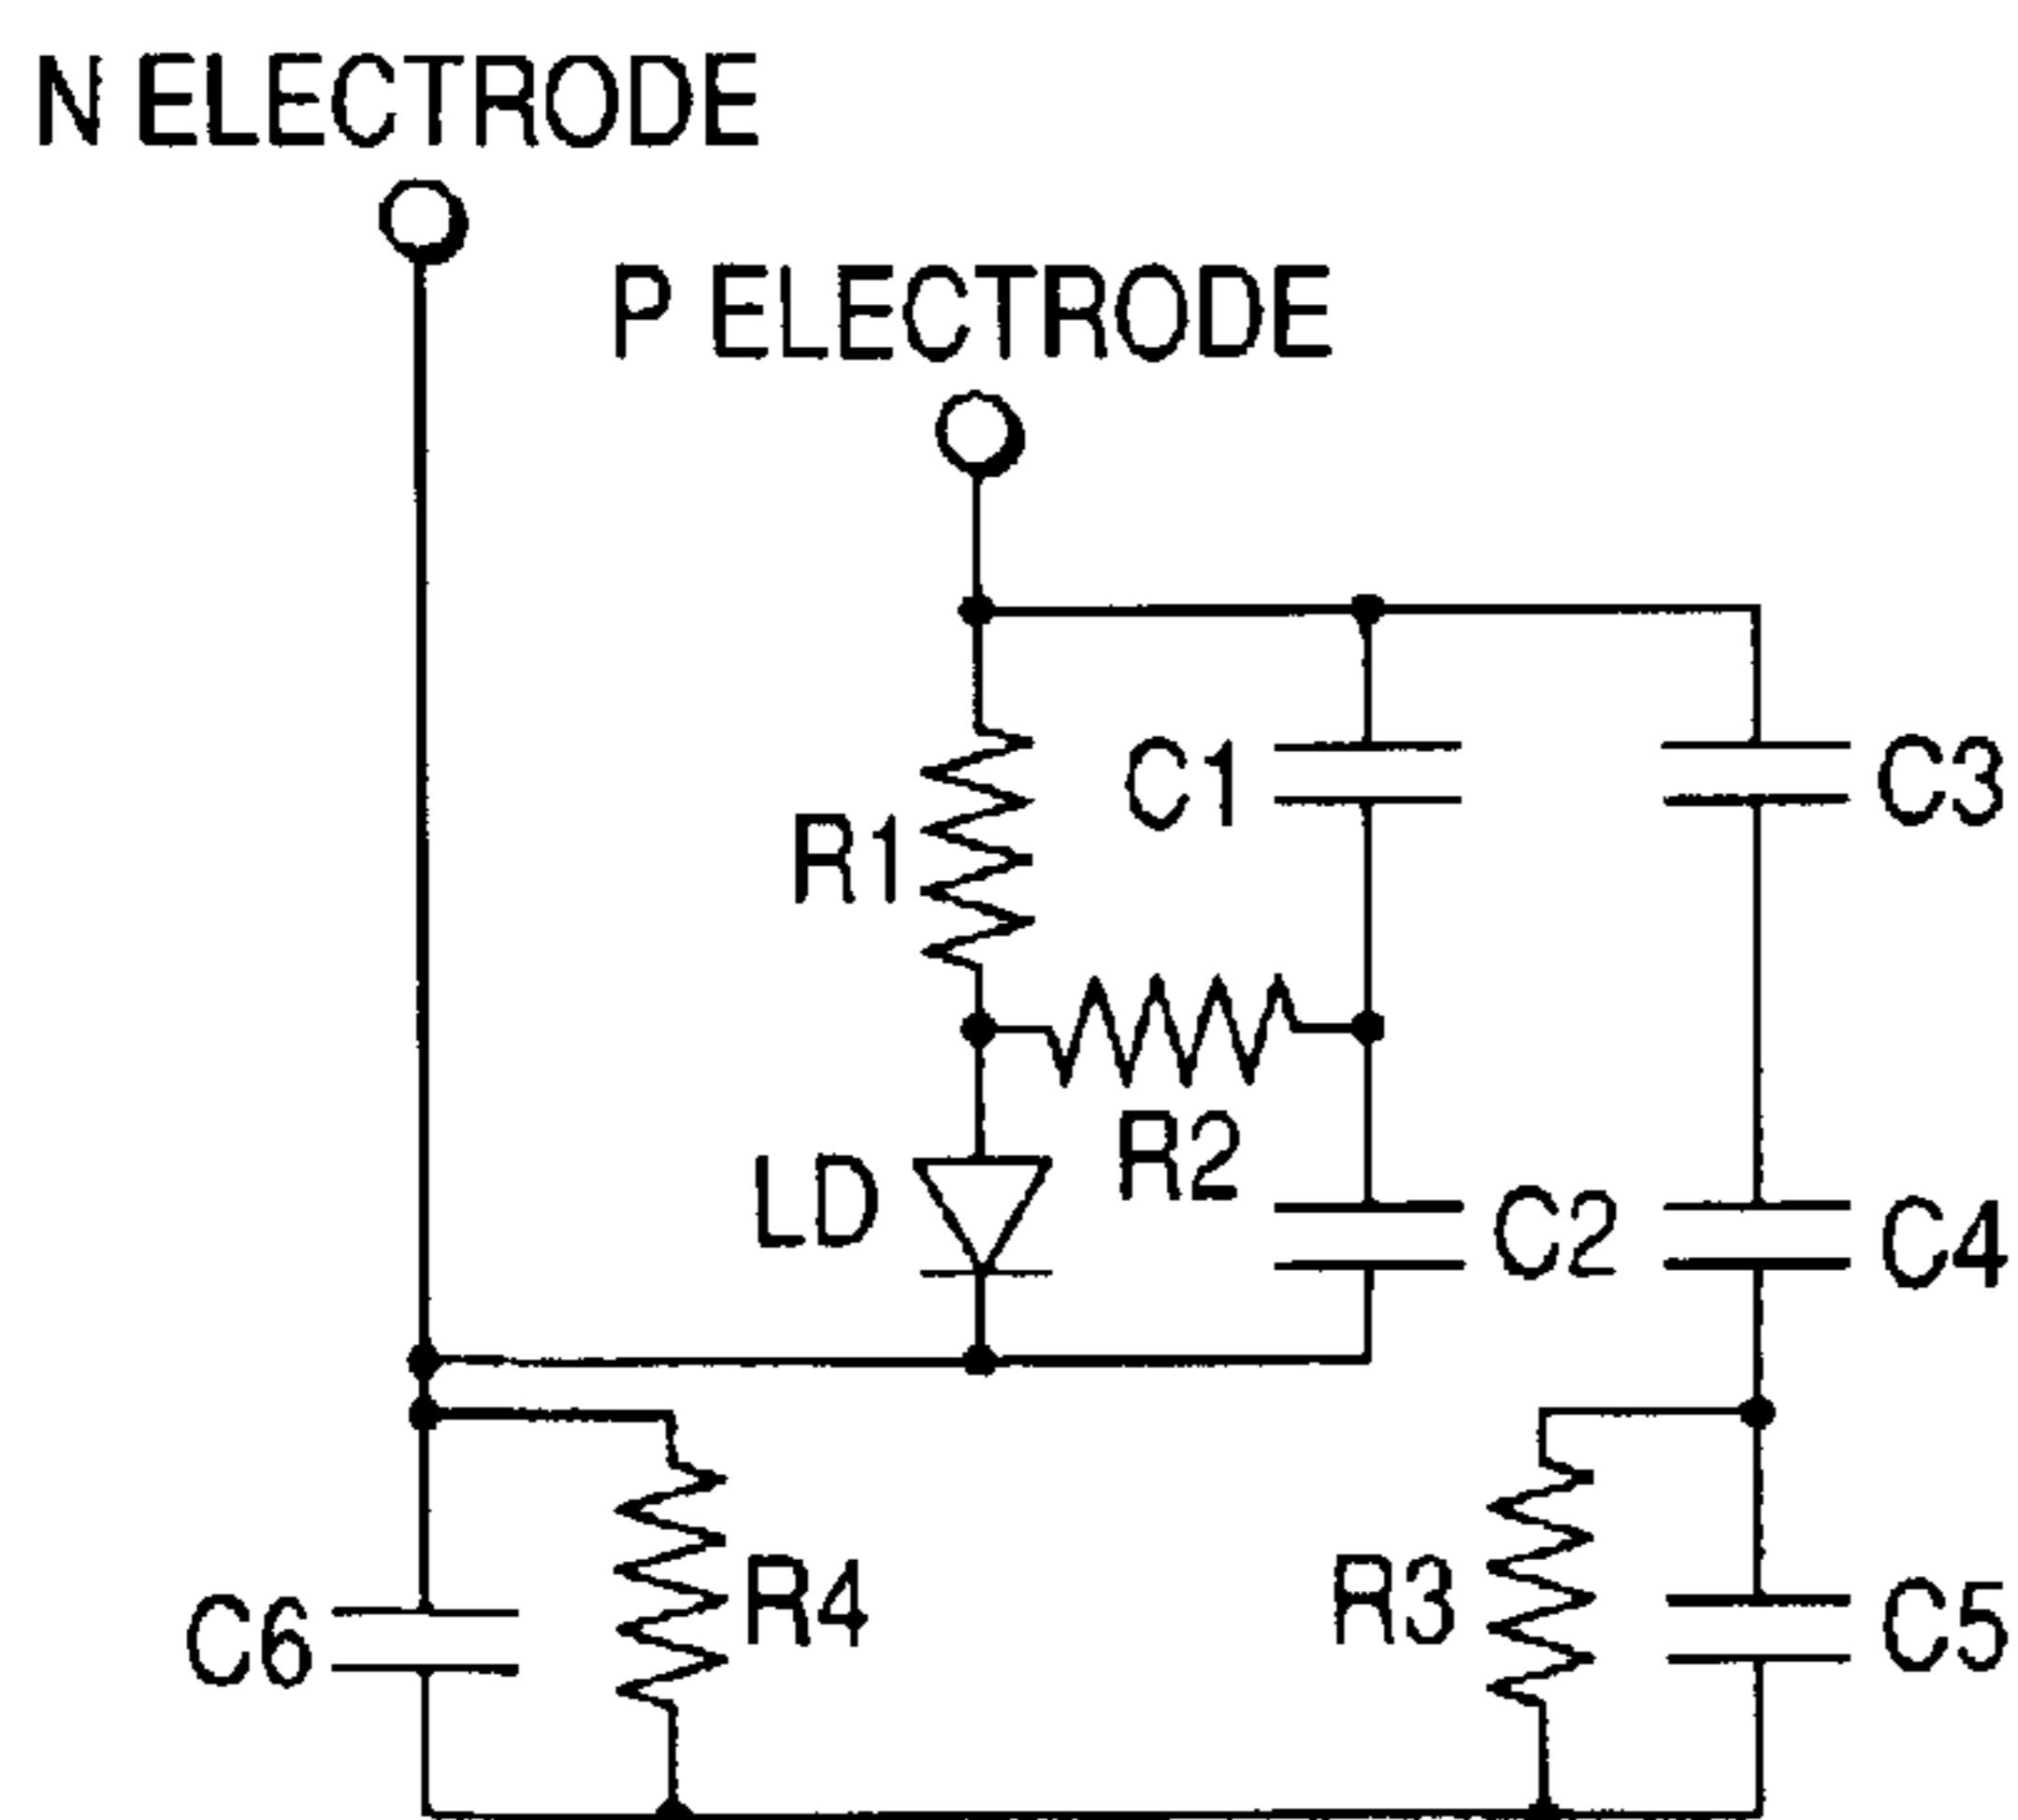 N ELECTRODE
P ELECTRODE
C1
C3
R1
R2
LD
C2
C4
C6
R4
R3
C5